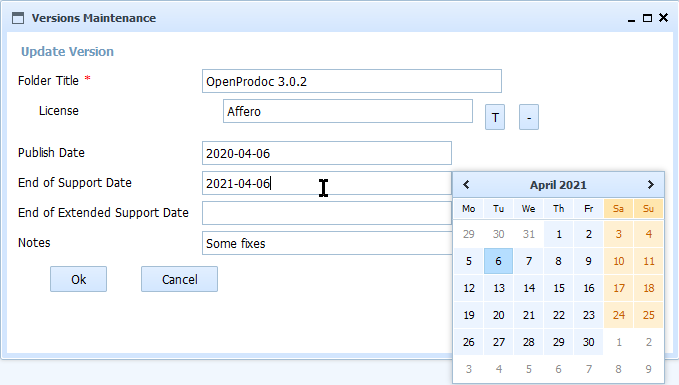 Versions Maintenance
Update Version
Folder Title * OpenProdoc 3.0.2
License Affero T -
Publish Date 2020-04-06
End of Support Date 2021-04-06
End of Extended Support Date
Notes Some fixes
Ok Cancel
April 2021
Mo Tu We Th Fr Sa Su
29 30 31 1 2 3 4
5 6 7 8 9 10 11
12 13 14 15 16 17 18
19 20 21 22 23 24 25
26 27 28 29 30 1 2
3 4 5 6 7 8 9